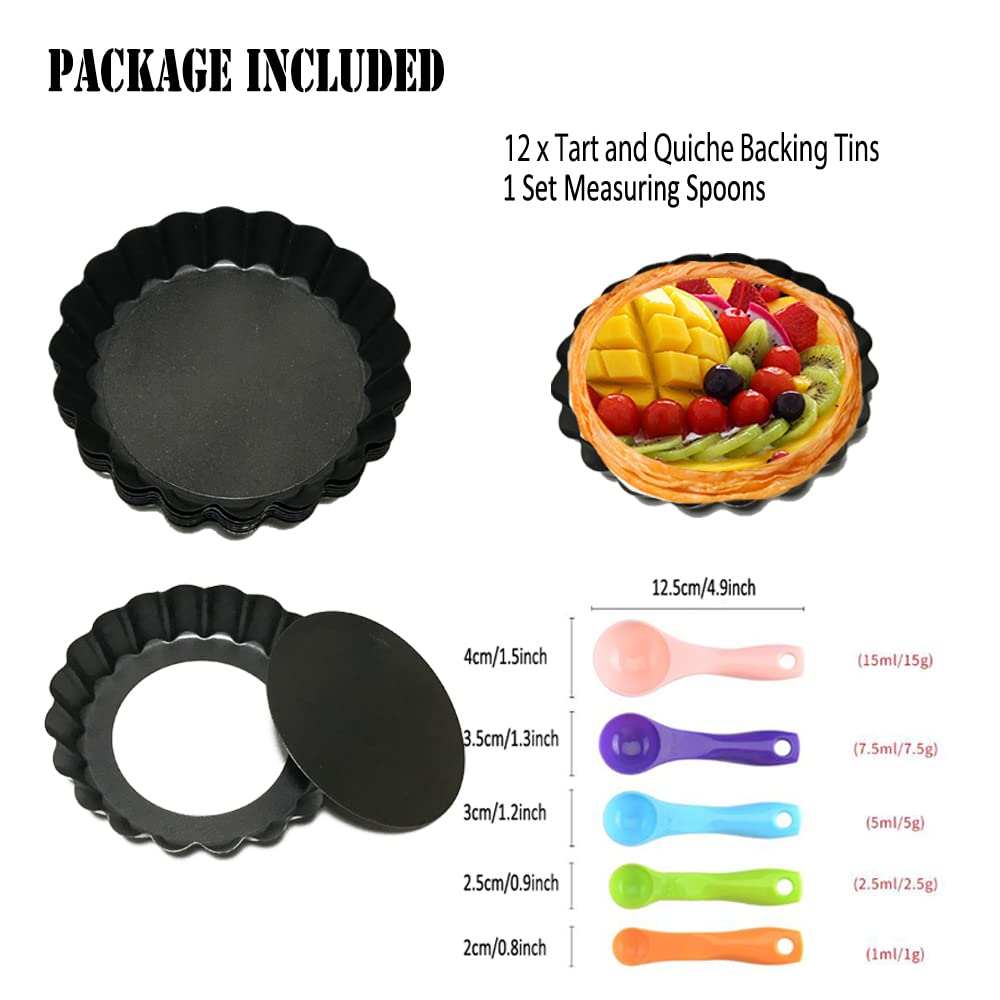 PACKAGE INCLUDED
12 x Tart and Quiche Backing Tins
1 Set Measuring Spoons
12.5cm/4.9inch
4cm/1.5inch
(15ml/15g)
3.5cm/1.3inch
(7.5ml/7.5g)
3cm/1.2inch
(5ml/5g)
2.5cm/0.9inch
(2.5ml/2.5g)
2cm/0.8inch
(1ml/1g)